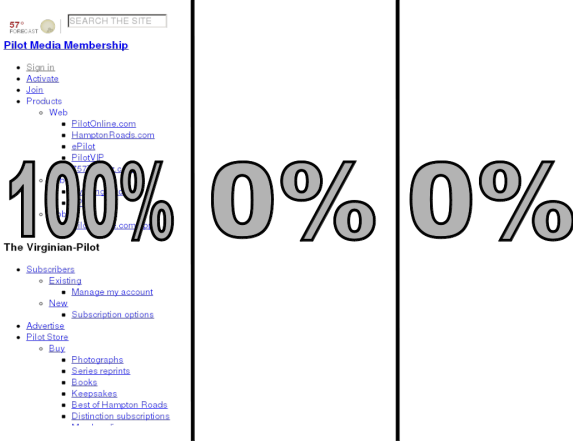 57°
FORECAST
SEARCH THE SITE
Pilot Media Membership
Sign in
Activate
Join
Products
Web
PilotOnline.com
HamptonRoads.com
ePilot
PilotVIP
100%
0%
0%
The Virginian-Pilot
Subscribers
Existing
Manage my account
New
Subscription options
Advertise
Pilot Store
Buy
Photographs
Series reprints
Books
Keepsakes
Best of Hampton Roads
Distinction subscriptions